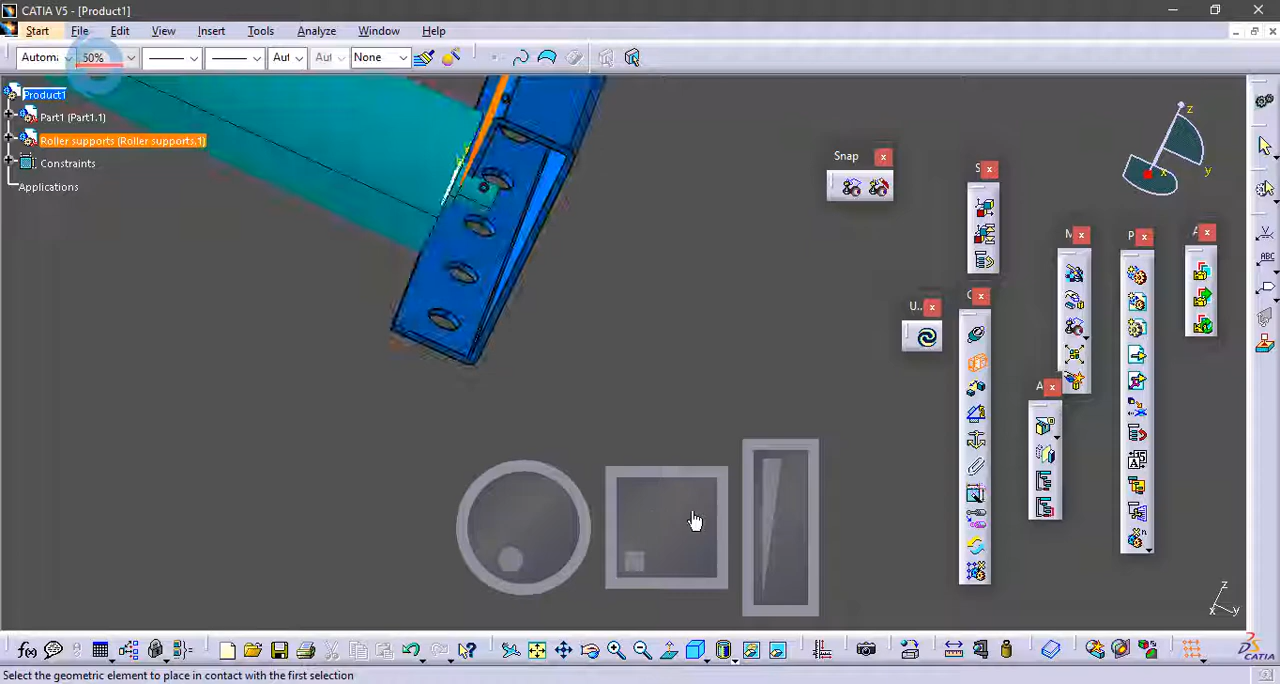 CATIA V5 - [Product1]
Start File Edit View Insert Tools Analyze Window Help
Autom 50% Aut Aut None
Product1
Part1 (Part1.1)
Roller supports (Roller supports.1)
Constraints
Applications
Snap
S
M
P
A
U..
C
A
z
x
y
z
x
y
CATIA
Select the geometric element to place in contact with the first selection